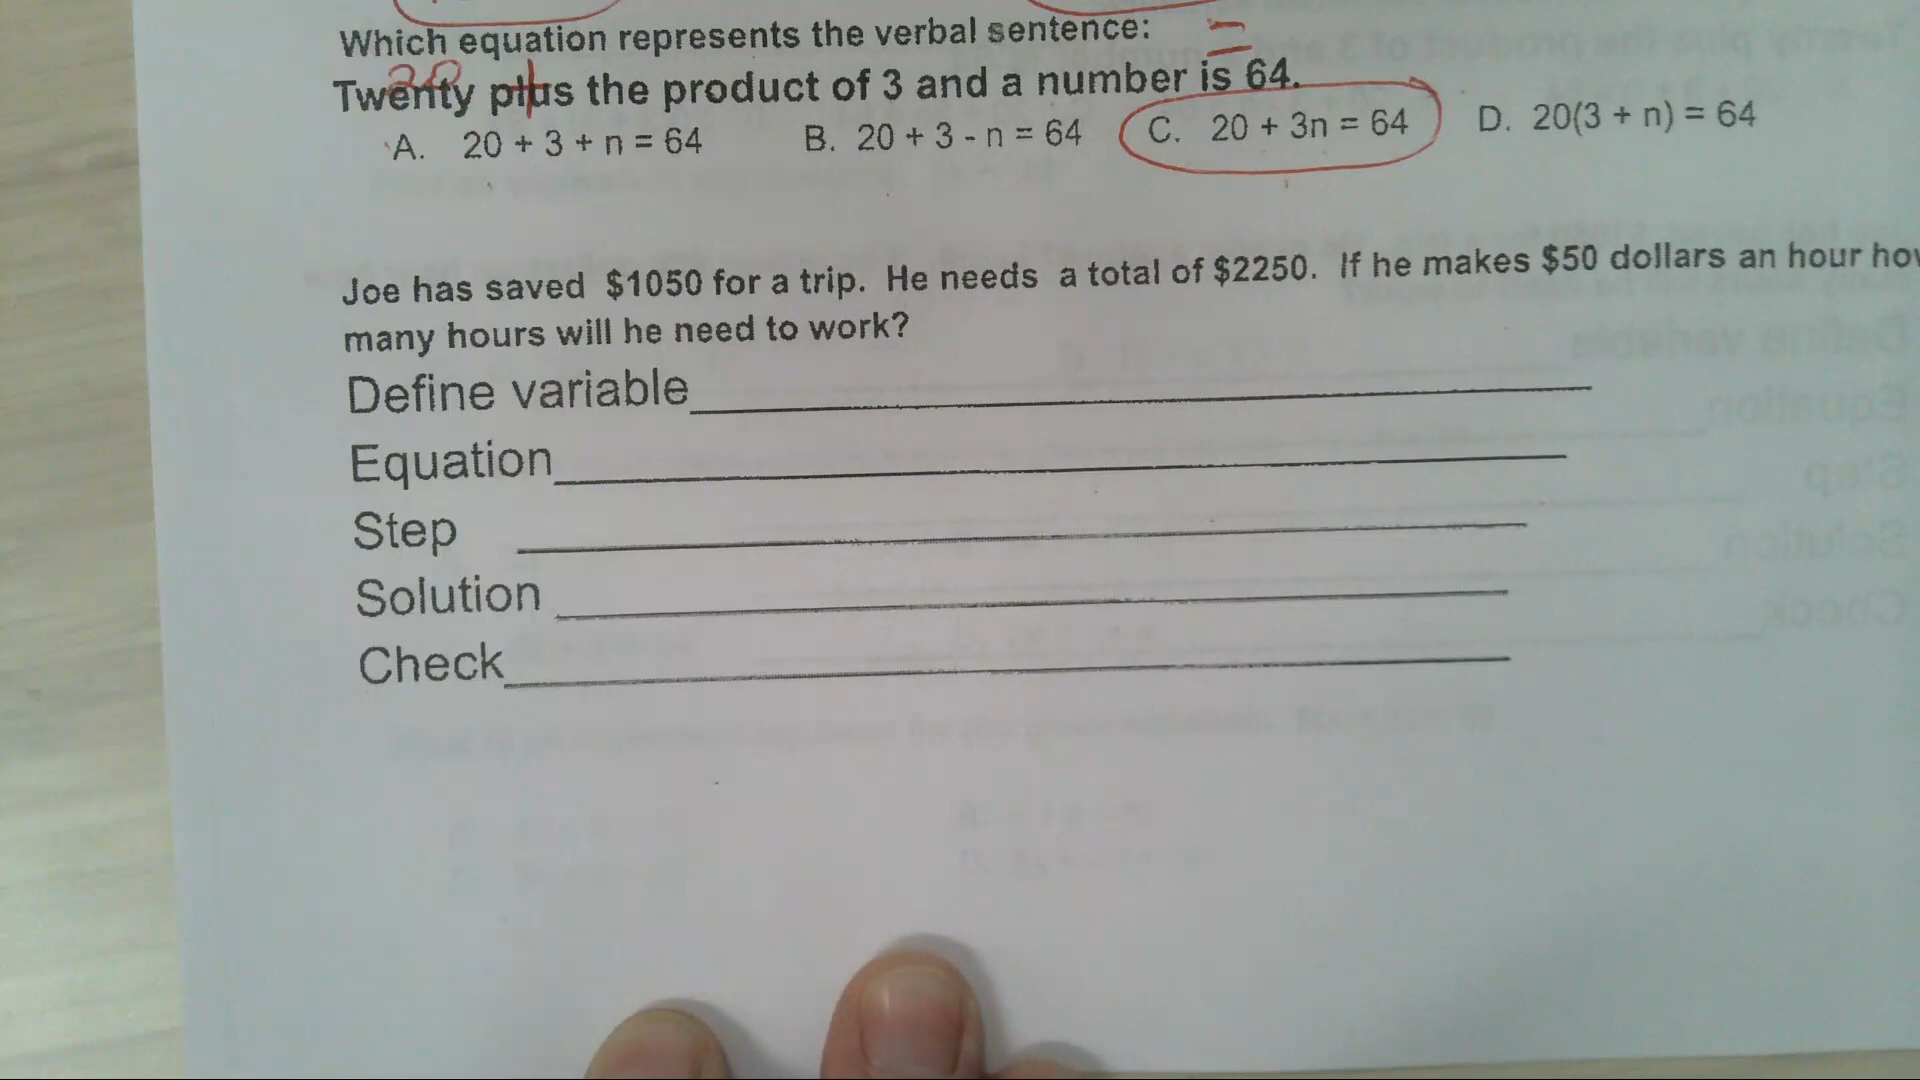 Which equation represents the verbal sentence: =
20 +
Twenty plus the product of 3 and a number is 64.
A. 20 + 3 + n = 64 B. 20 + 3 - n = 64 C. 20 + 3n = 64 D. 20(3 + n) = 64
Joe has saved $1050 for a trip. He needs a total of $2250. If he makes $50 dollars an hour how
many hours will he need to work?
Define variable
Equation
Step
Solution
Check